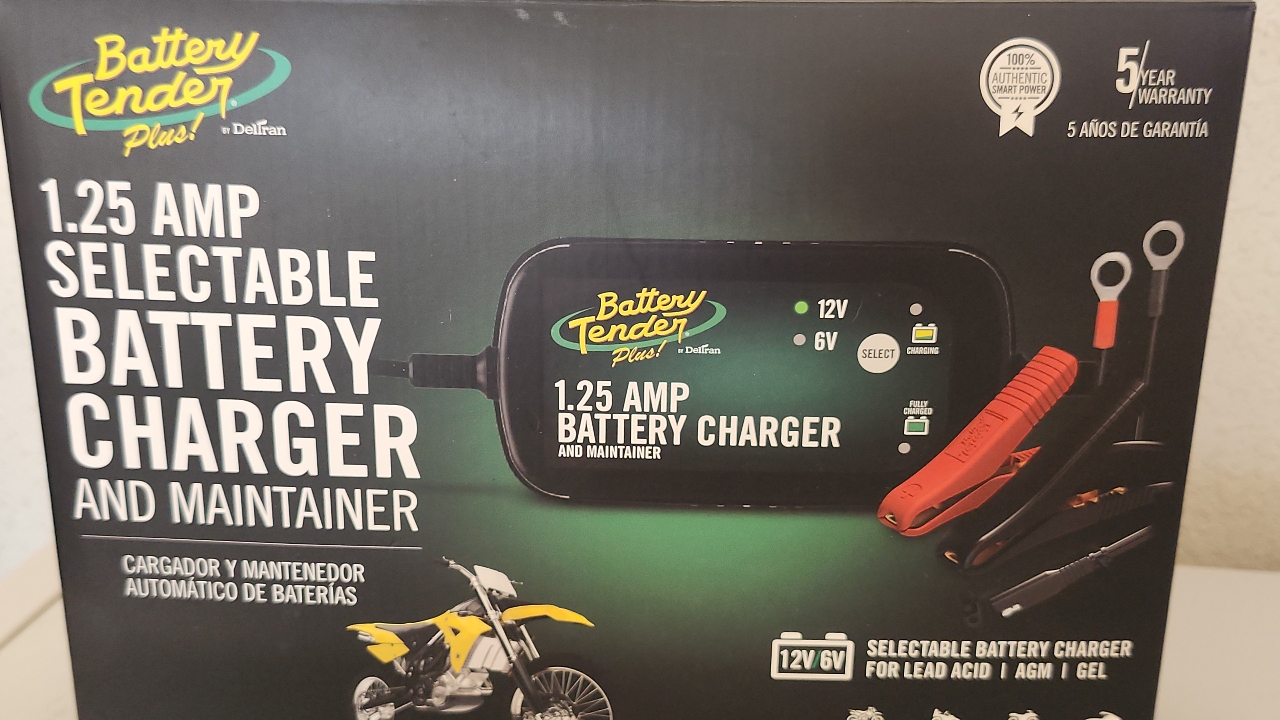 Battery
Tender
Plus!
BY Deltran
100%
AUTHENTIC
SMART POWER
5/YEAR
WARRANTY
5 AÑOS DE GARANTÍA
1.25 AMP
SELECTABLE
BATTERY
CHARGER
AND MAINTAINER
CARGADOR Y MANTENEDOR
AUTOMÁTICO DE BATERÍAS
Battery
Tender
Plus!
BY Deltran
1.25 AMP
BATTERY CHARGER
AND MAINTAINER
12V
6V
SELECT
CHARGING
FULLY
CHARGED
12V/6V
SELECTABLE BATTERY CHARGER
FOR LEAD ACID | AGM | GEL